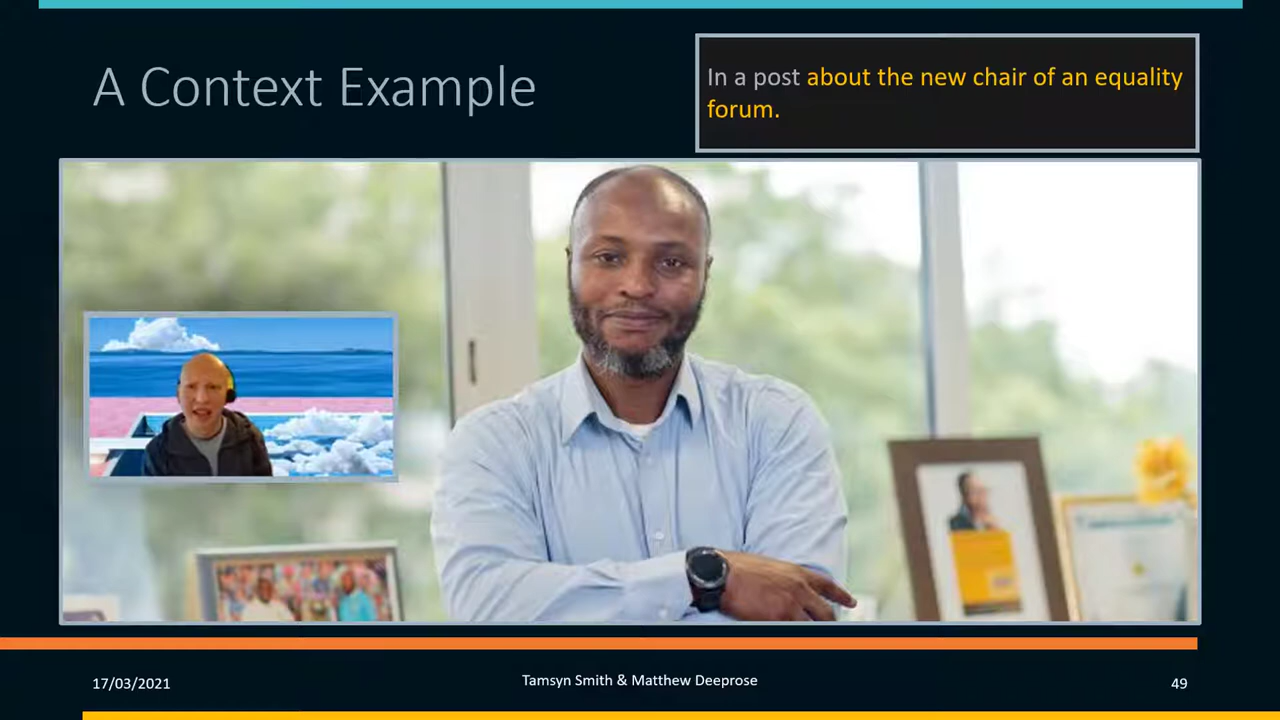 A Context Example
In a post about the new chair of an equality
forum.
17/03/2021
Tamsyn Smith & Matthew Deeprose
49